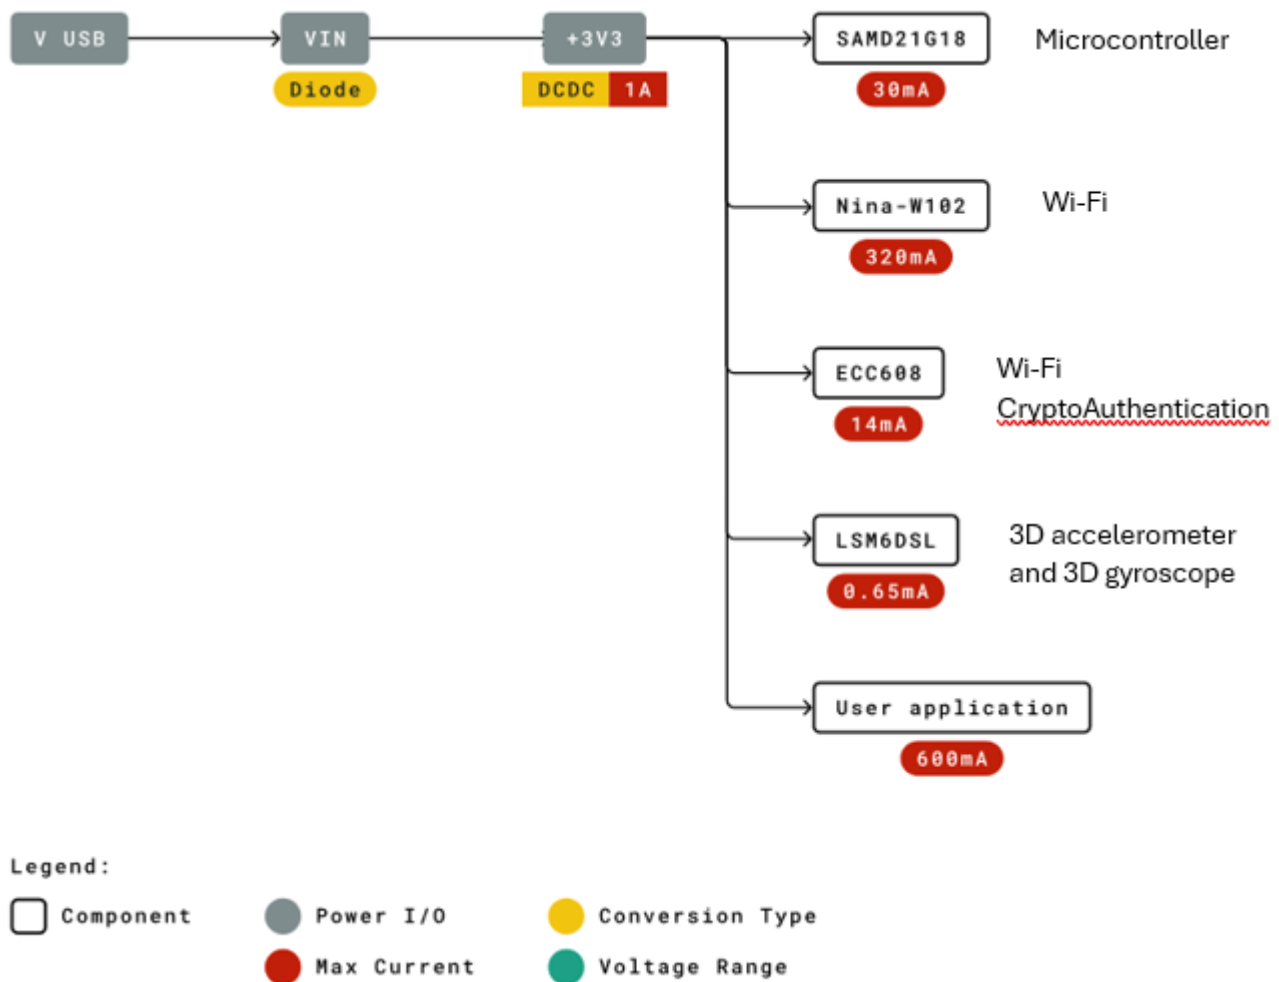 V USB
VIN
+3V3
SAMD21G18
Microcontroller
Diode
DCDC
1A
30mA
Nina-W102
Wi-Fi
320mA
ECC608
Wi-Fi
CryptoAuthentication
14mA
LSM6DSL
3D accelerometer
and 3D gyroscope
0.65mA
User application
600mA
Legend:
Component
Power I/O
Conversion Type
Max Current
Voltage Range